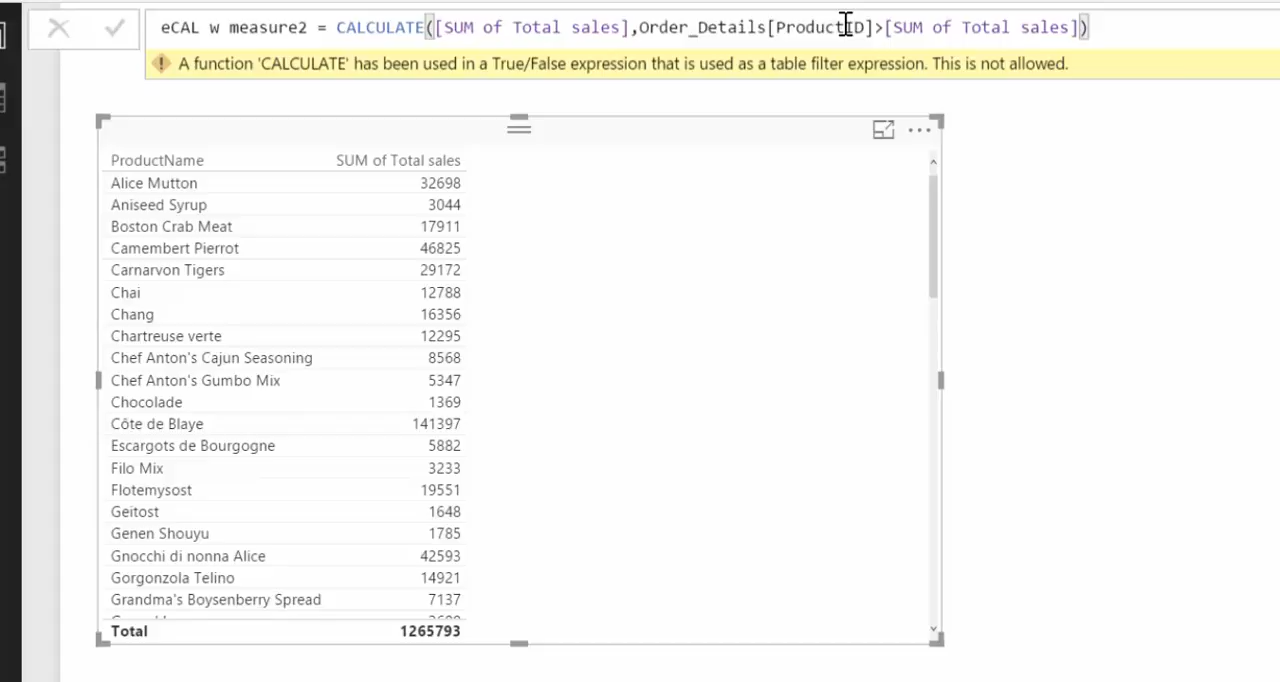 eCAL w measure2 = CALCULATE([SUM of Total sales],Order_Details[ProductID]>[SUM of Total sales])
A function 'CALCULATE' has been used in a True/False expression that is used as a table filter expression. This is not allowed.
ProductName SUM of Total sales
Alice Mutton 32698
Aniseed Syrup 3044
Boston Crab Meat 17911
Camembert Pierrot 46825
Carnarvon Tigers 29172
Chai 12788
Chang 16356
Chartreuse verte 12295
Chef Anton's Cajun Seasoning 8568
Chef Anton's Gumbo Mix 5347
Chocolade 1369
Côte de Blaye 141397
Escargots de Bourgogne 5882
Filo Mix 3233
Flotemysost 19551
Geitost 1648
Genen Shouyu 1785
Gnocchi di nonna Alice 42593
Gorgonzola Telino 14921
Grandma's Boysenberry Spread 7137
Total 1265793